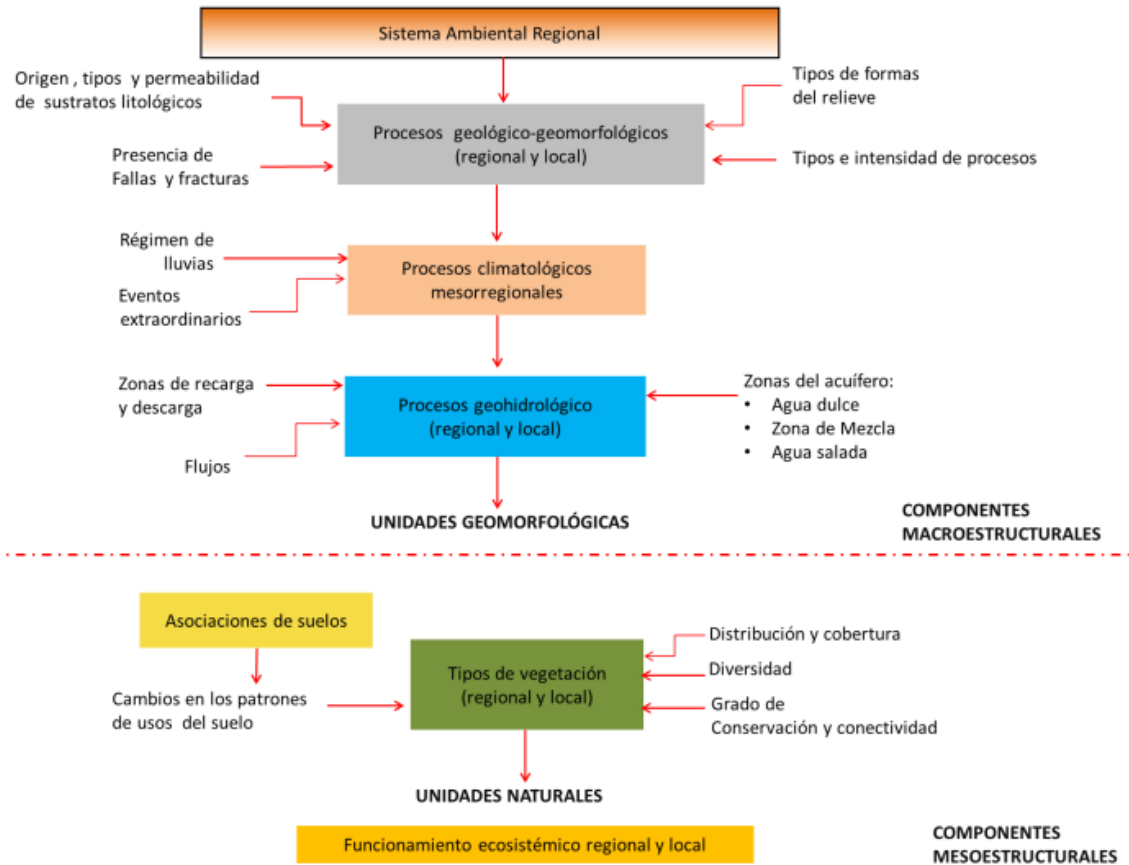 Sistema Ambiental Regional
Origen , tipos y permeabilidad
de sustratos litológicos
Tipos de formas
del relieve
Procesos geológico-geomorfológicos
(regional y local)
Presencia de
Fallas y fracturas
Tipos e intensidad de procesos
Régimen de
lluvias
Procesos climatológicos
mesorregionales
Eventos
extraordinarios
Zonas de recarga
y descarga
Procesos geohidrológico
(regional y local)
Zonas del acuífero:
• Agua dulce
• Zona de Mezcla
• Agua salada
Flujos
UNIDADES GEOMORFOLÓGICAS
COMPONENTES
MACROESTRUCTURALES
Asociaciones de suelos
Distribución y cobertura
Tipos de vegetación
(regional y local)
Diversidad
Cambios en los patrones
de usos del suelo
Grado de
Conservación y conectividad
UNIDADES NATURALES
Funcionamiento ecosistémico regional y local
COMPONENTES
MESOESTRUCTURALES